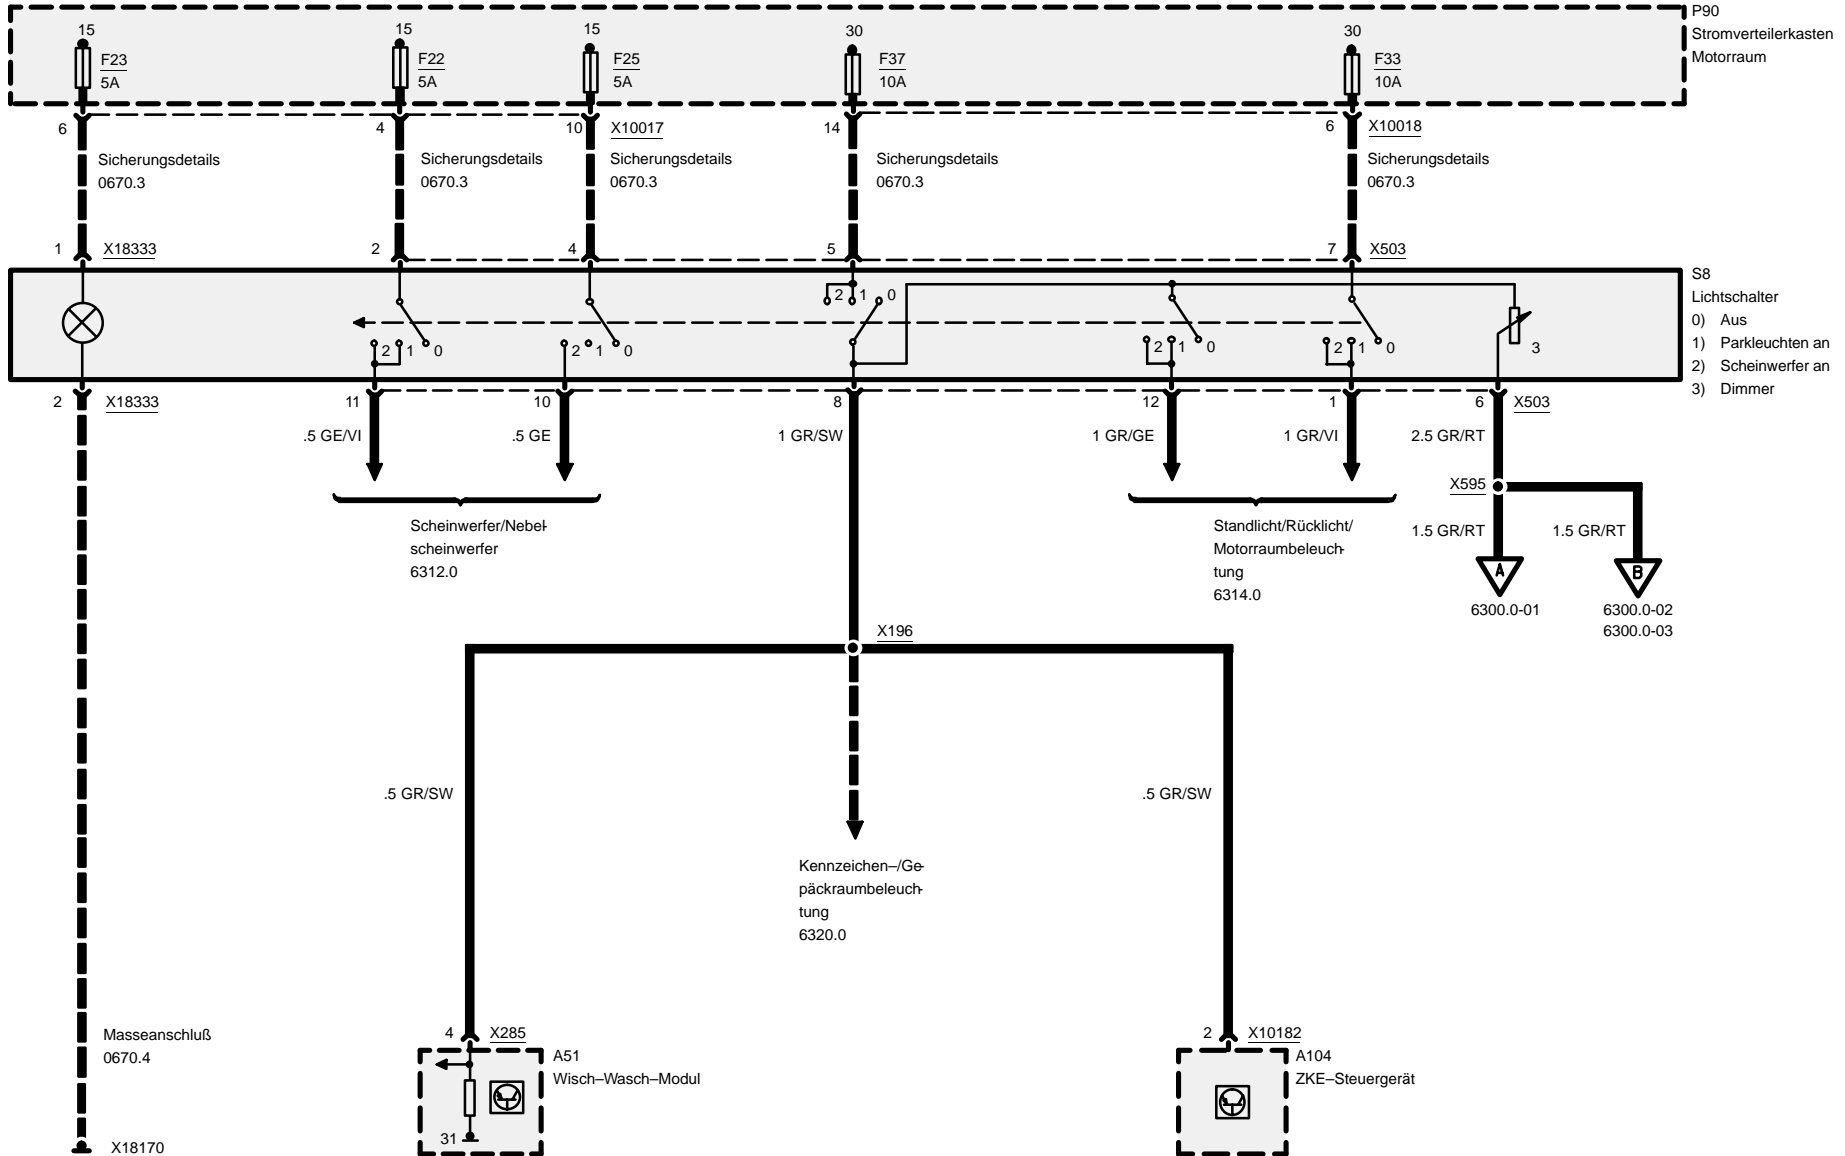 P90
Stromverteilerkasten
Motorraum
15
F23
5A
15
F22
5A
15
F25
5A
30
F37
10A
30
F33
10A
6
4
10
X10017
14
6
X10018
Sicherungsdetails
0670.3
Sicherungsdetails
0670.3
Sicherungsdetails
0670.3
Sicherungsdetails
0670.3
Sicherungsdetails
0670.3
1
X18333
2
4
5
7
X503
S8
Lichtschalter
0) Aus
1) Parkleuchten an
2) Scheinwerfer an
3) Dimmer
2 1 0
2 1 0
2 1 0
2 1 0
2 1 0
3
2
X18333
11
10
8
12
1
6
X503
.5 GE/VI
.5 GE
1 GR/SW
1 GR/GE
1 GR/VI
2.5 GR/RT
X595
Scheinwerfer/Nebel-
scheinwerfer
6312.0
Standlicht/Rücklicht/
Motorraumbeleuch-
tung
6314.0
1.5 GR/RT
1.5 GR/RT
A
B
6300.0-01
6300.0-02
6300.0-03
X196
.5 GR/SW
.5 GR/SW
Kennzeichen–/Ge-
päckraumbeleuch-
tung
6320.0
Masseanschluß
0670.4
X18170
4
X285
A51
Wisch–Wasch–Modul
31
2
X10182
A104
ZKE–Steuergerät